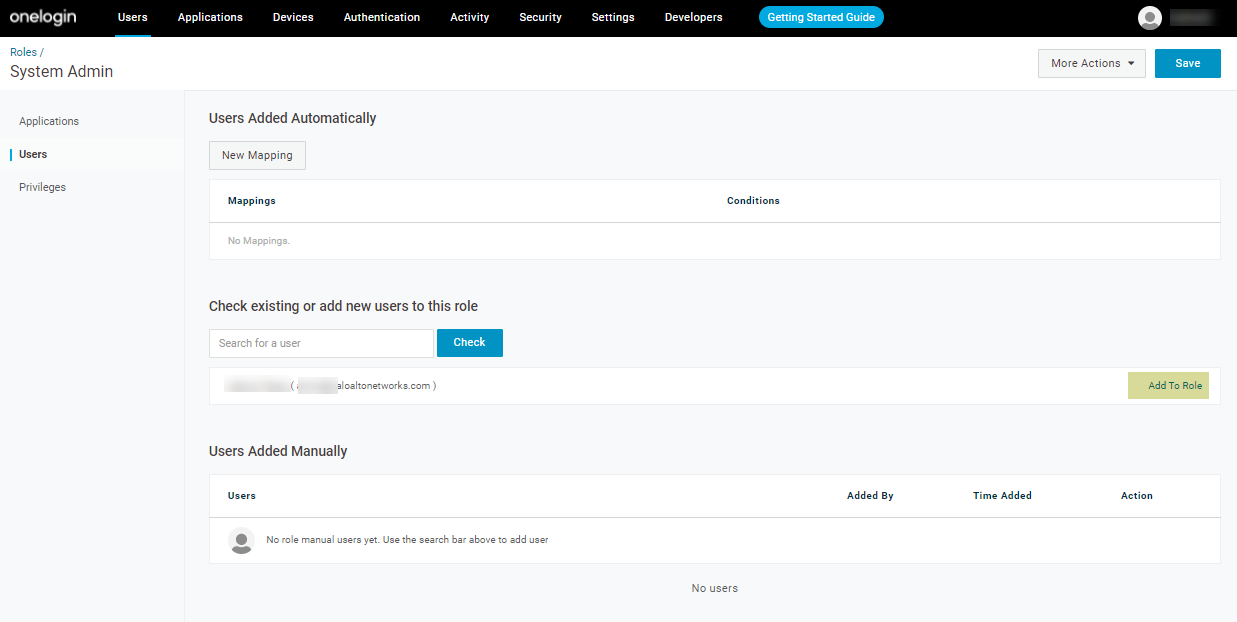 onelogin Users Applications Devices Authentication Activity Security Settings Developers Getting Started Guide
Roles /
System Admin
More Actions Save
Applications
Users
Privileges
Users Added Automatically
New Mapping
Mappings Conditions
No Mappings.
Check existing or add new users to this role
Search for a user Check
( aloaltonetworks.com ) Add To Role
Users Added Manually
Users Added By Time Added Action
No role manual users yet. Use the search bar above to add user
No users